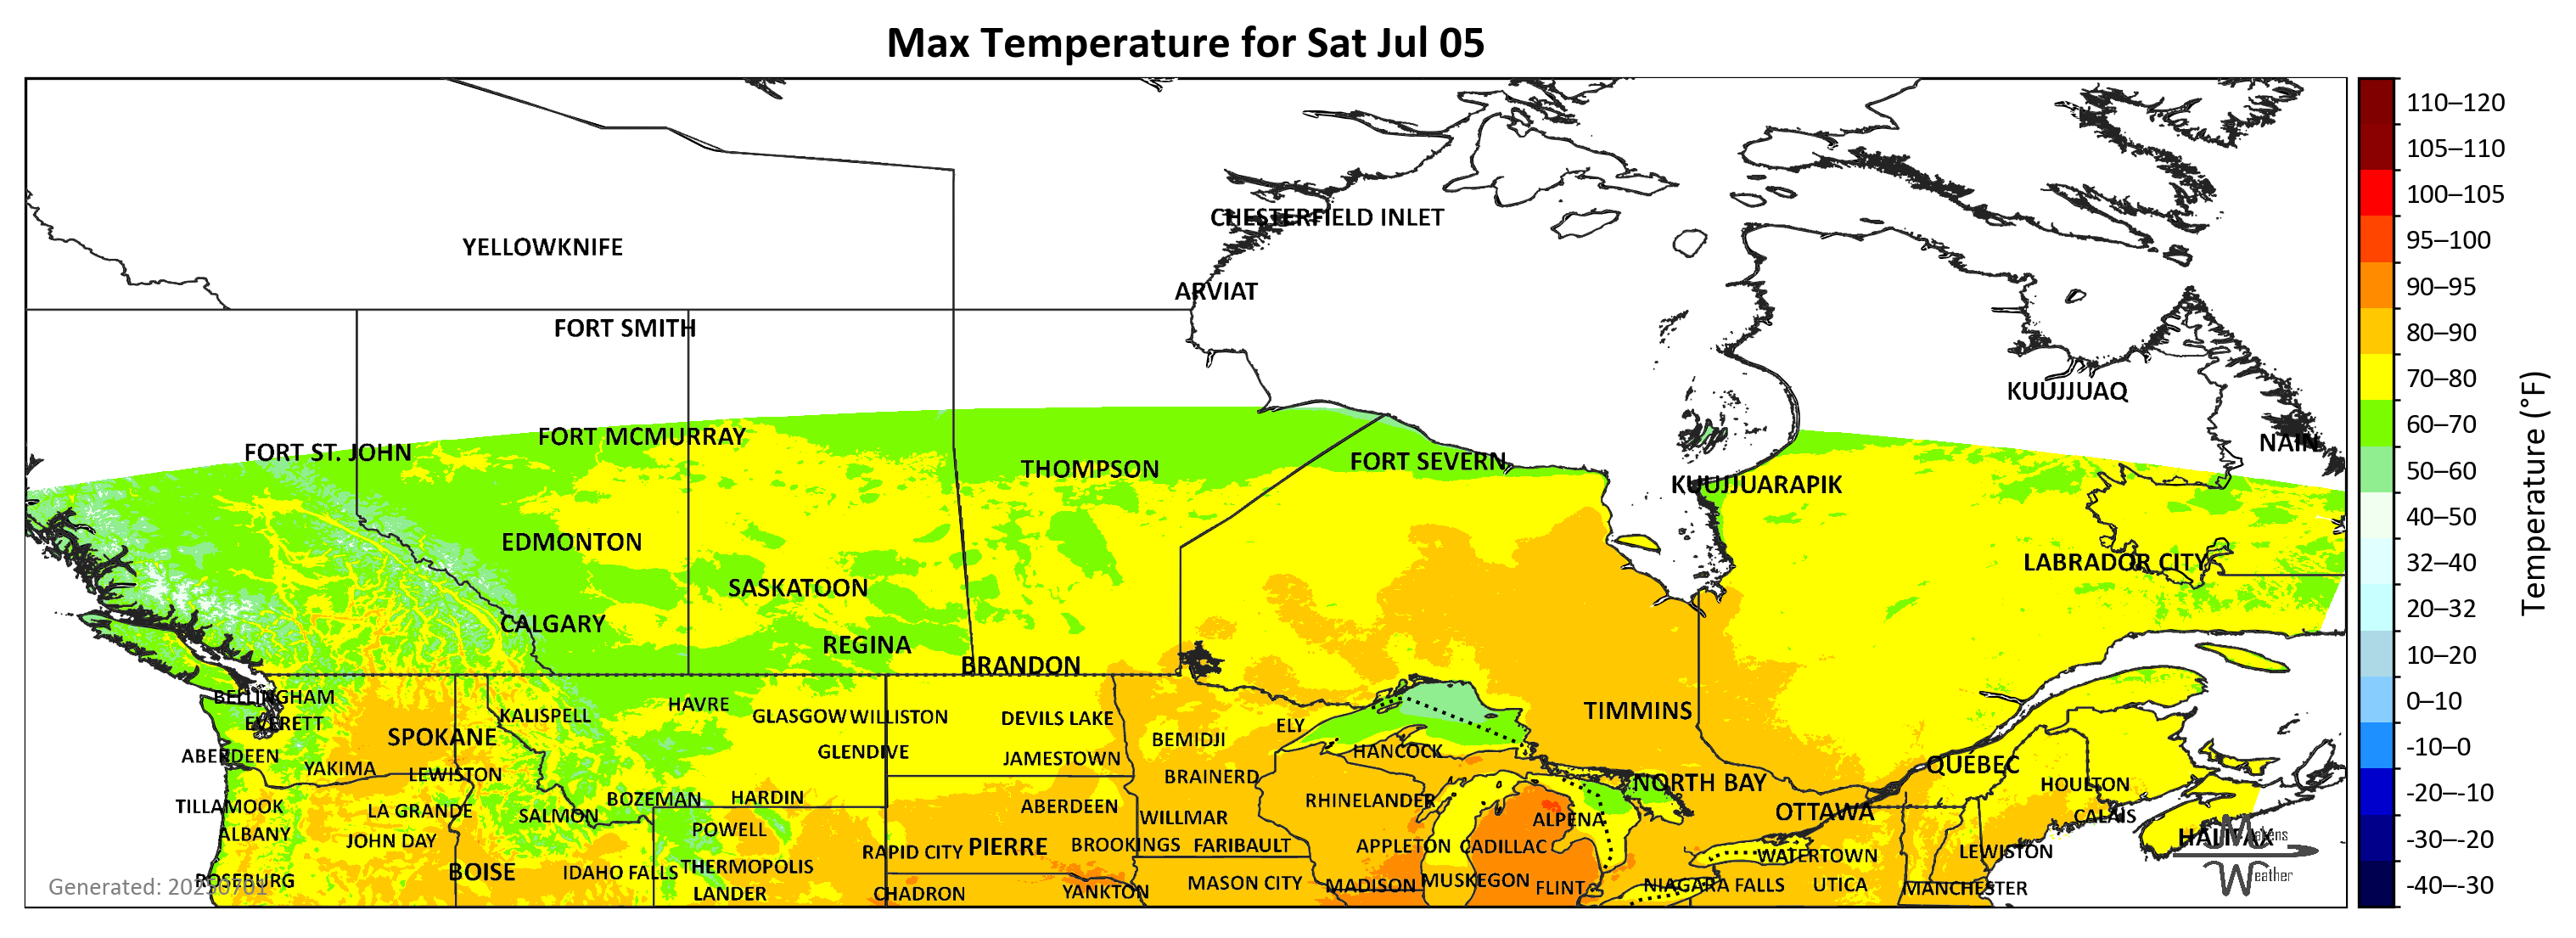 Max Temperature for Sat Jul 05
110–120
105–110
100–105
95–100
90–95
80–90
70–80
60–70
50–60
40–50
32–40
20–32
10–20
0–10
-10–0
-20–-10
-30–-20
-40–-30
Temperature (°F)
CHESTERFIELD INLET
YELLOWKNIFE
ARVIAT
FORT SMITH
KUUJJUAQ
FORT MCMURRAY
NAIN
FORT ST. JOHN
FORT SEVERN
THOMPSON
KUUJJUARAPIK
EDMONTON
LABRADOR CITY
SASKATOON
CALGARY
REGINA
BRANDON
BELLINGHAM
HAVRE
TIMMINS
KALISPELL
GLASGOW
WILLISTON
DEVILS LAKE
EVERETT
ELY
SPOKANE
BEMIDJI
HANCOCK
ABERDEEN
GLENDIVE
JAMESTOWN
QUÉBEC
YAKIMA
LEWISTON
BRAINERD
NORTH BAY
HOULTON
BOZEMAN
HARDIN
RHINELANDER
TILLAMOOK
LA GRANDE
ABERDEEN
OTTAWA
SALMON
WILLMAR
ALPENA
CALAIS
ALBANY
POWELL
HALIFAX
Makens
Weather
JOHN DAY
PIERRE
BROOKINGS
FARIBAULT
APPLETON
CADILLAC
RAPID CITY
LEWISTON
WATERTOWN
THERMOPOLIS
BOISE
IDAHO FALLS
ROSEBURG
MUSKEGON
MASON CITY
MADISON
FLINT
NIAGARA FALLS
UTICA
MANCHESTER
LANDER
CHADRON
YANKTON
Generated: 20250701